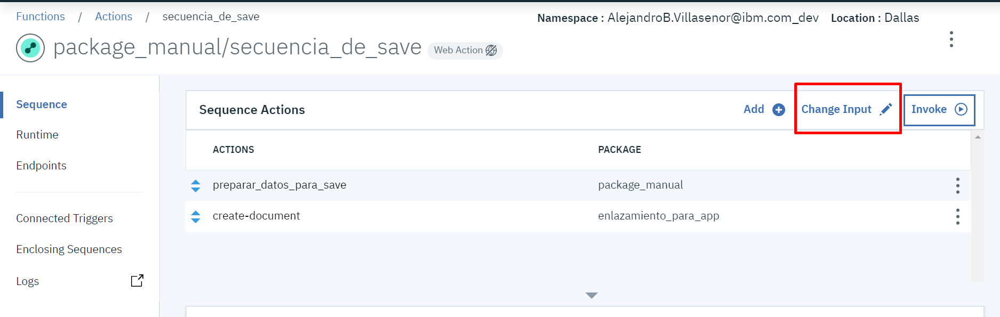 Functions / Actions / secuencia_de_save
Namespace : AlejandroB.Villasenor@ibm.com_dev Location : Dallas
package_manual/secuencia_de_save Web Action
Sequence
Runtime
Endpoints
Connected Triggers
Enclosing Sequences
Logs
Sequence Actions Add Change Input Invoke
ACTIONS PACKAGE
preparar_datos_para_save package_manual
create-document enlazamiento_para_app